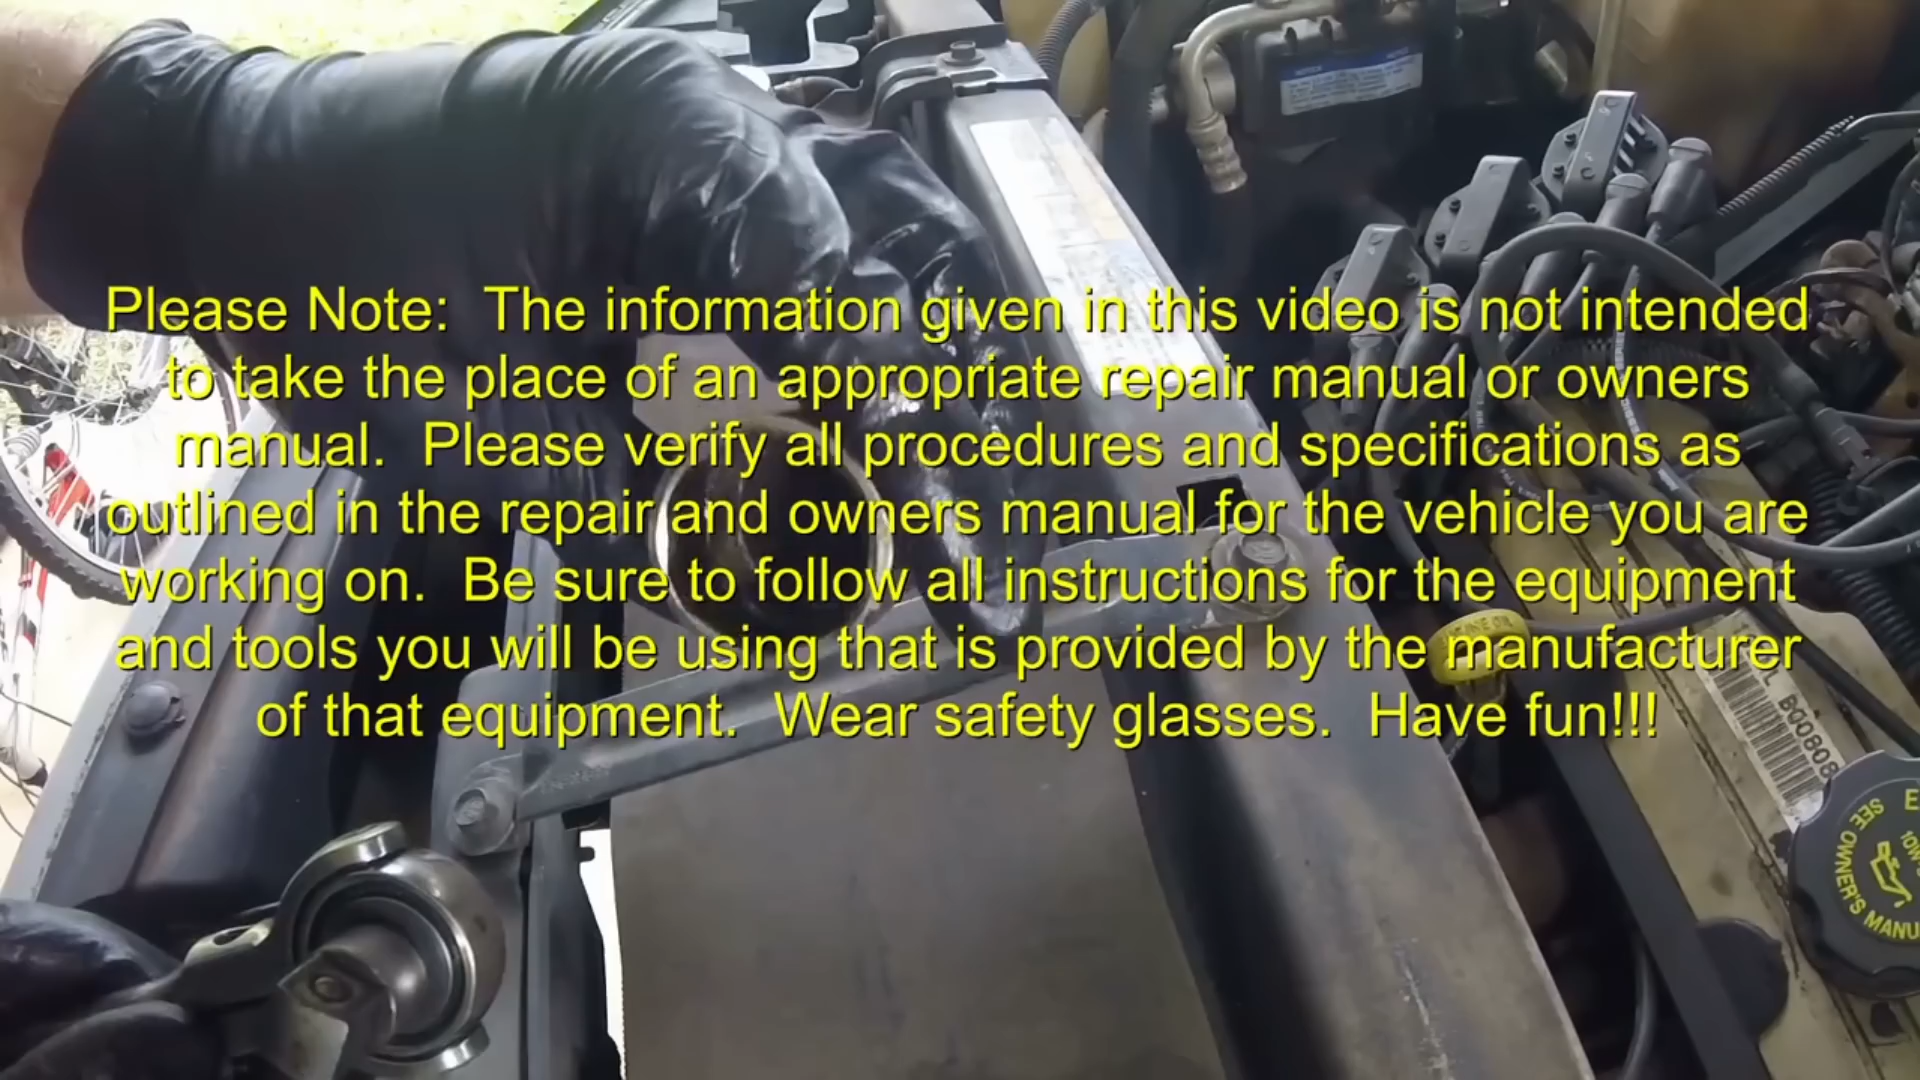 Please Note:  The information given in this video is not intended
to take the place of an appropriate repair manual or owners
manual.  Please verify all procedures and specifications as
outlined in the repair and owners manual for the vehicle you are
working on.  Be sure to follow all instructions for the equipment
and tools you will be using that is provided by the manufacturer
of that equipment.  Wear safety glasses.  Have fun!!!
B00808
SEE OWNER'S MANU